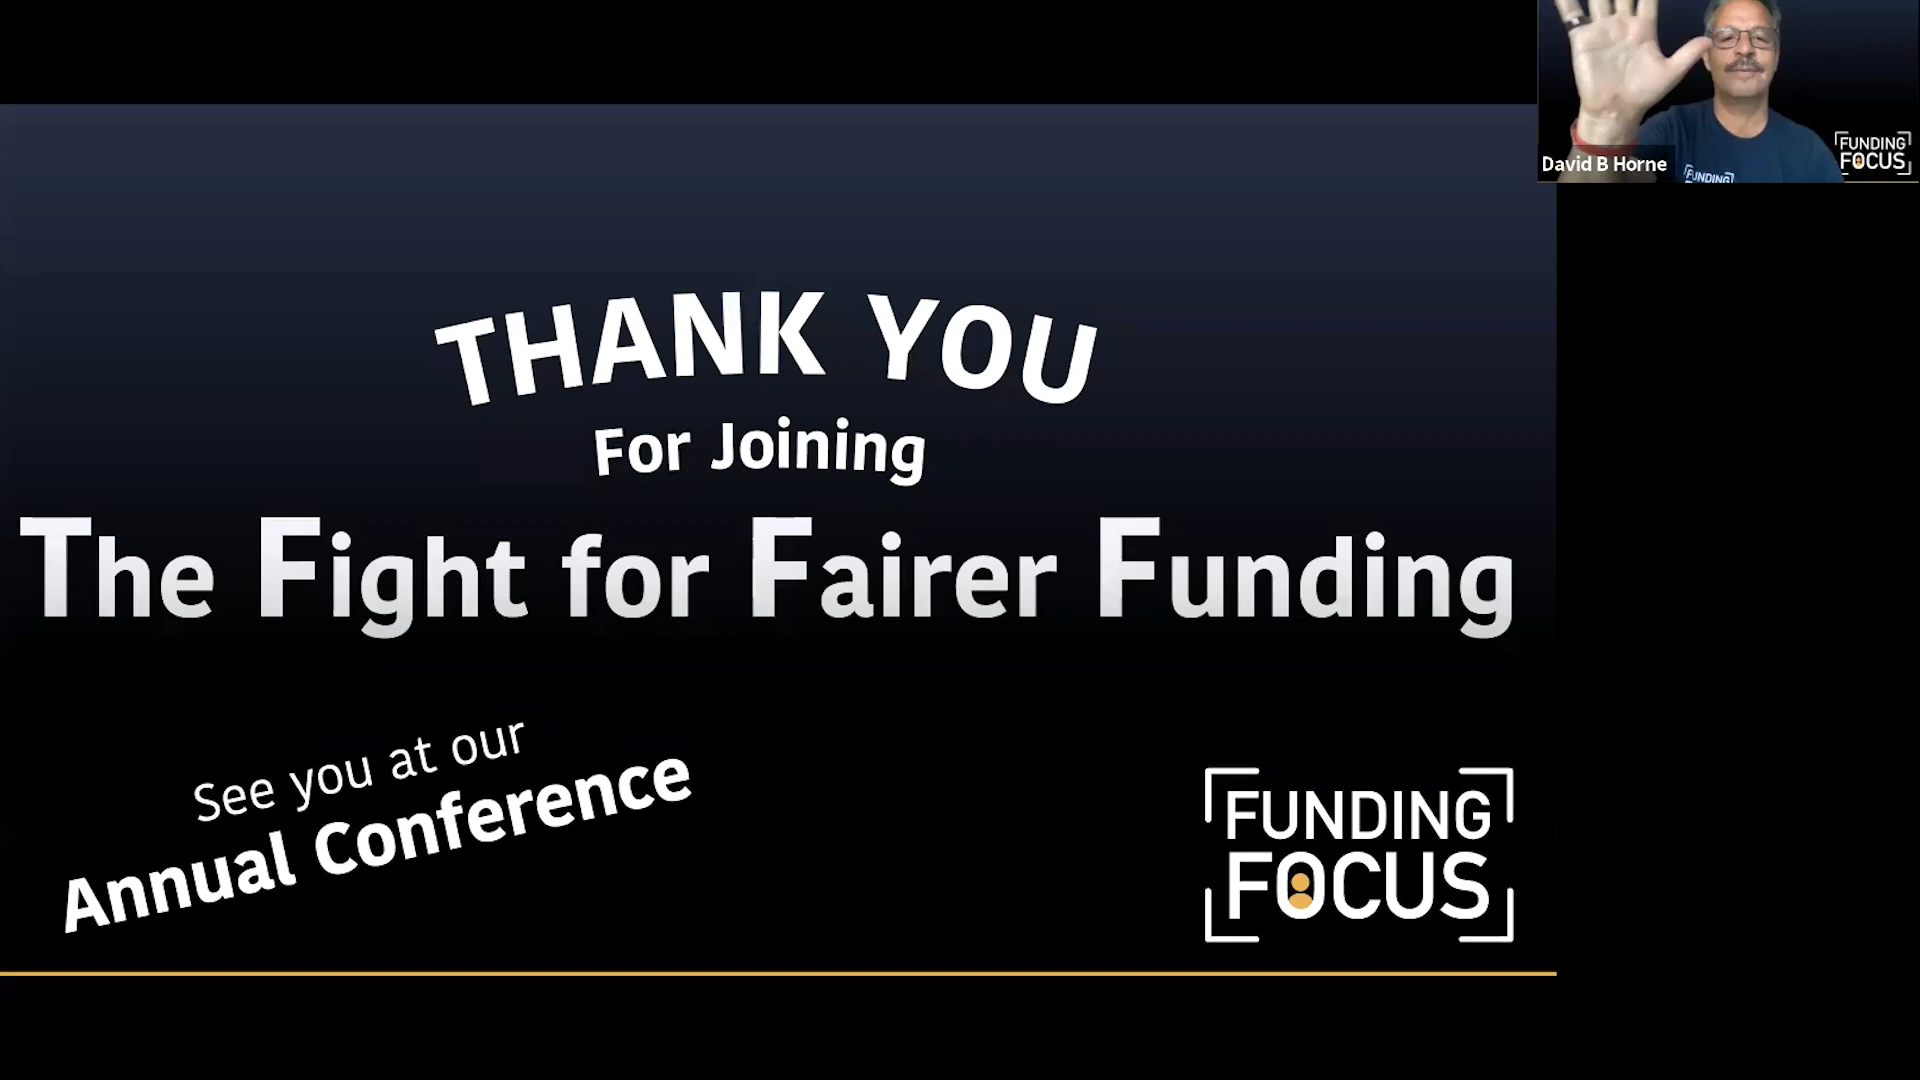 David B Horne
FUNDING
FOCUS
FUNDING
THANK YOU
For Joining
The Fight for Fairer Funding
See you at our
Annual Conference
FUNDING
FOCUS